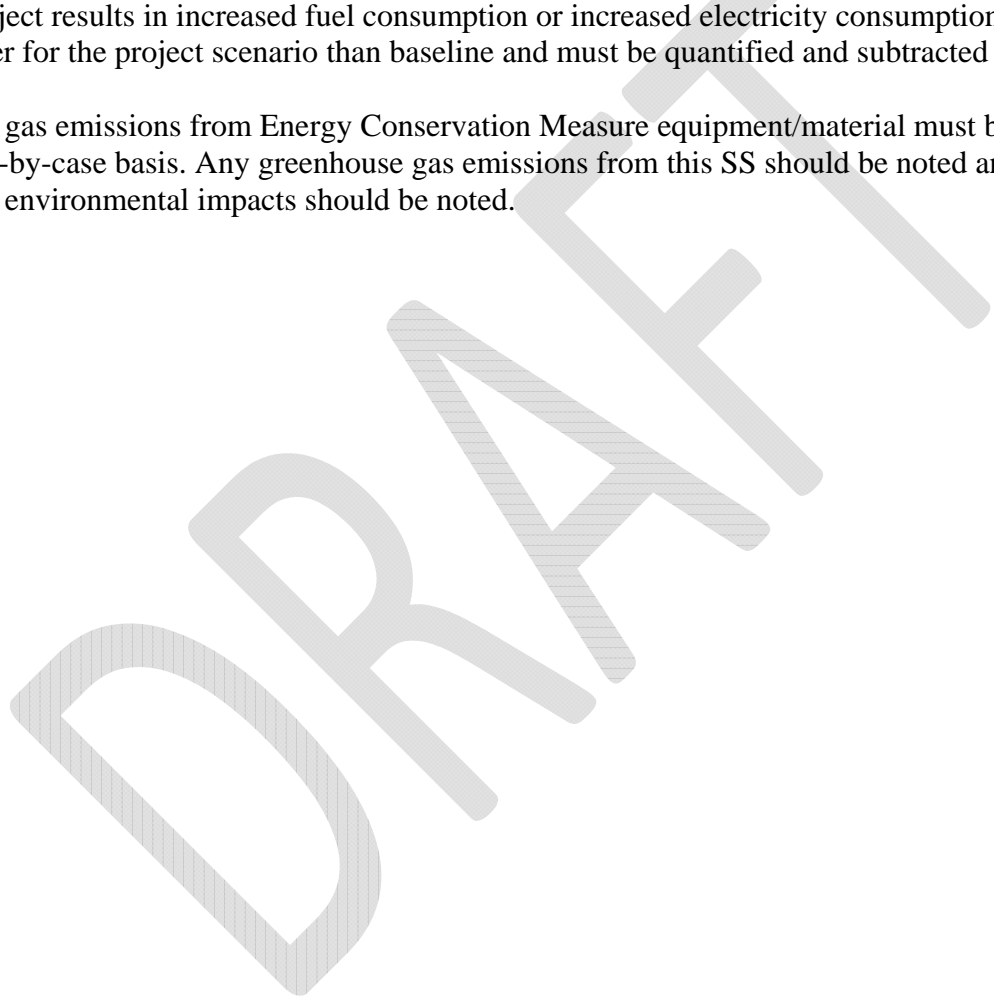 ject results in increased fuel consumption or increased electricity consumption
er for the project scenario than baseline and must be quantified and subtracted
gas emissions from Energy Conservation Measure equipment/material must b
-by-case basis. Any greenhouse gas emissions from this SS should be noted an
environmental impacts should be noted.
DRAFT